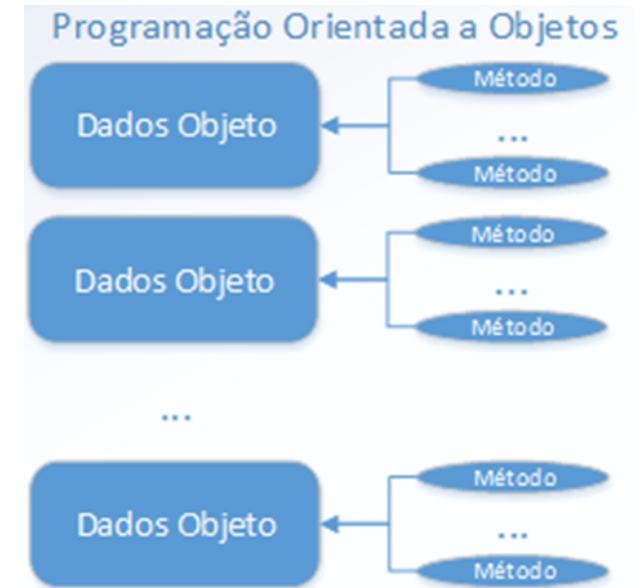 Programação Orientada a Objetos
Método
Dados Objeto
...
Método
Método
Dados Objeto
...
Método
...
Método
Dados Objeto
...
Método